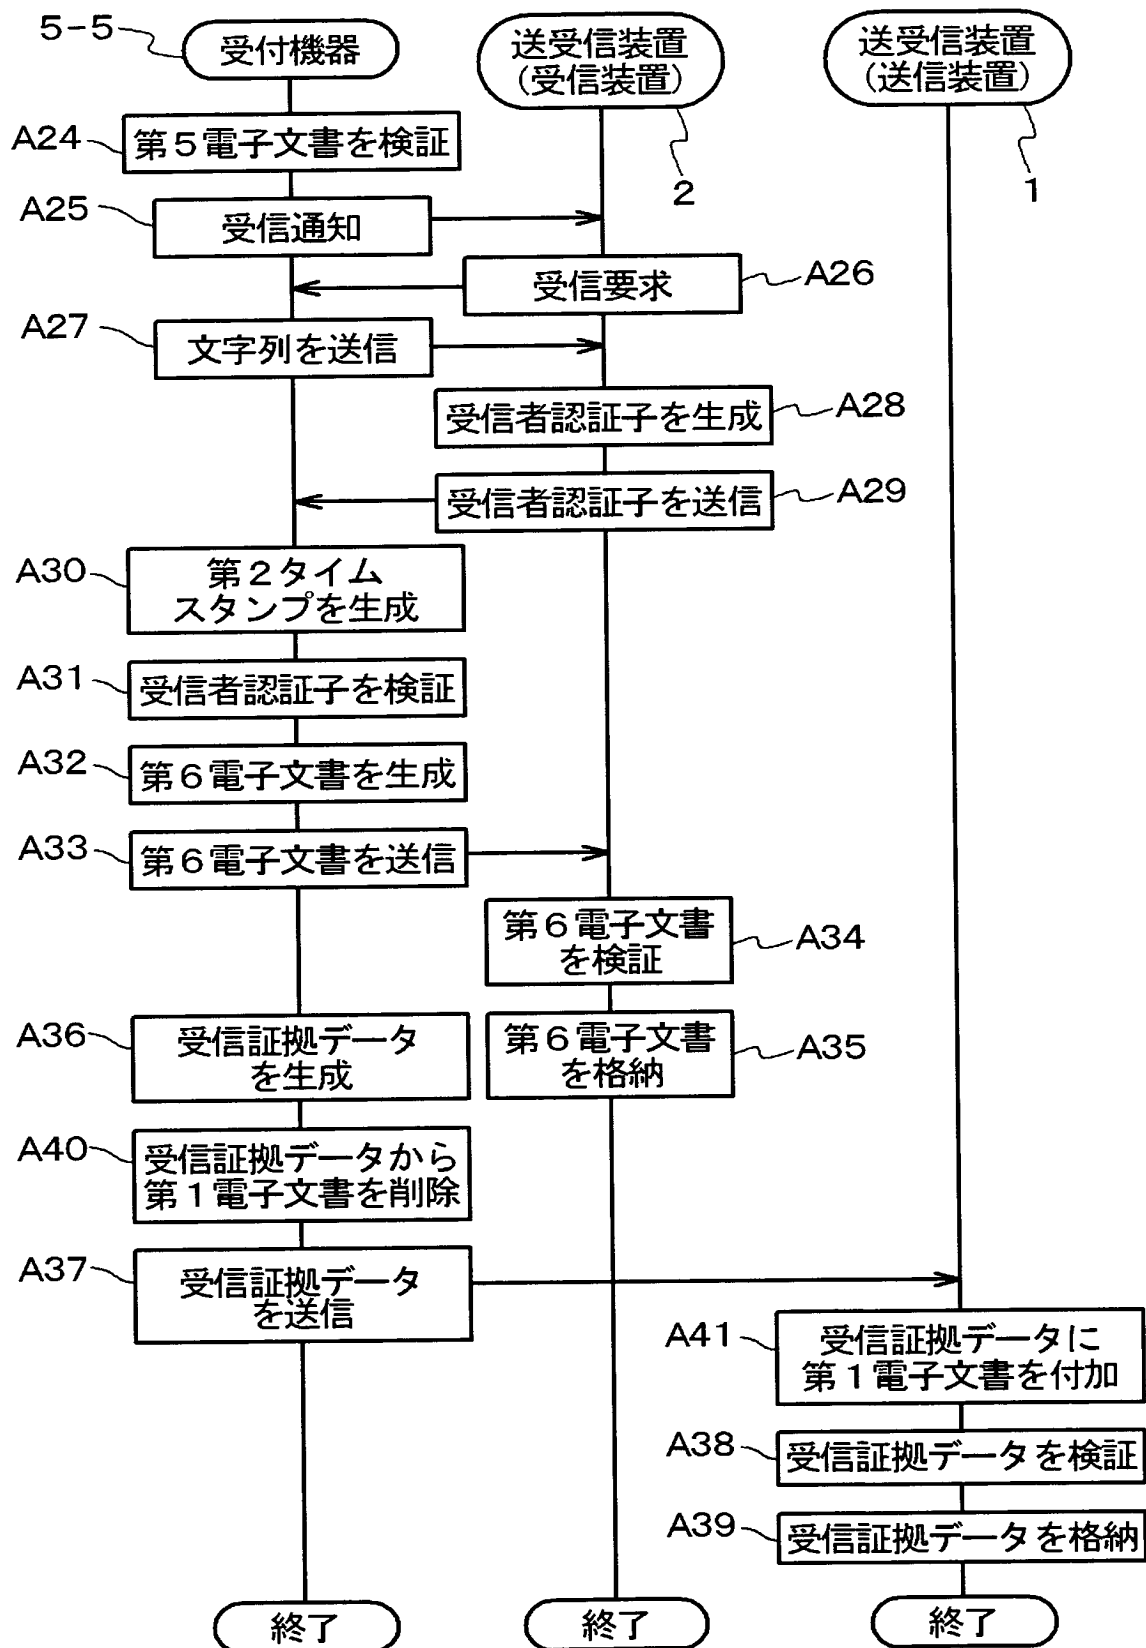 5-5
受付機器
送受信装置
(受信装置)
送受信装置
(送信装置)
2
1
A24
第5電子文書を検証
A25
受信通知
受信要求
A26
A27
文字列を送信
受信者認証子を生成
A28
受信者認証子を送信
A29
A30
第2タイム
スタンプを生成
A31
受信者認証子を検証
A32
第6電子文書を生成
A33
第6電子文書を送信
第6電子文書
を検証
A34
A36
受信証拠データ
を生成
第6電子文書
を格納
A35
A40
受信証拠データから
第1電子文書を削除
A37
受信証拠データ
を送信
A41
受信証拠データに
第1電子文書を付加
A38
受信証拠データを検証
A39
受信証拠データを格納
終了
終了
終了